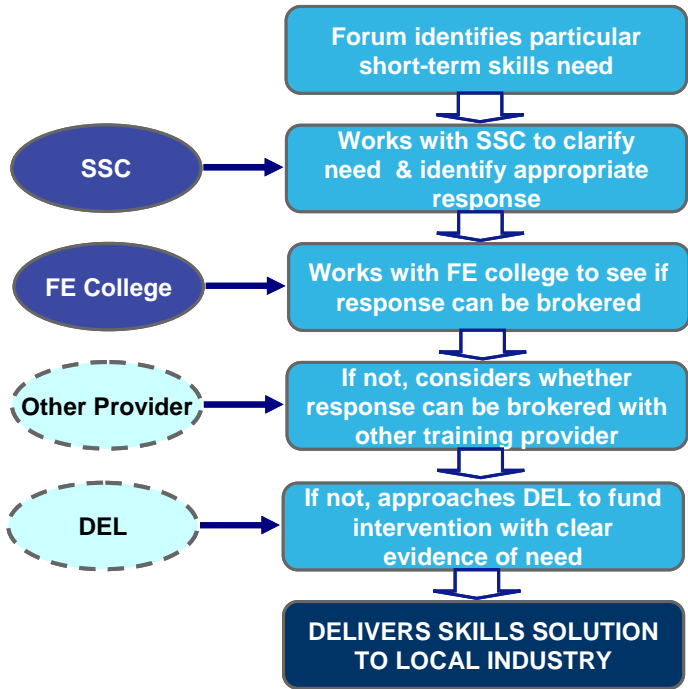 Forum identifies particular
short-term skills need
SSC
Works with SSC to clarify
need & identify appropriate
response
FE College
Works with FE college to see if
response can be brokered
Other Provider
If not, considers whether
response can be brokered with
other training provider
DEL
If not, approaches DEL to fund
intervention with clear
evidence of need
DELIVERS SKILLS SOLUTION
TO LOCAL INDUSTRY